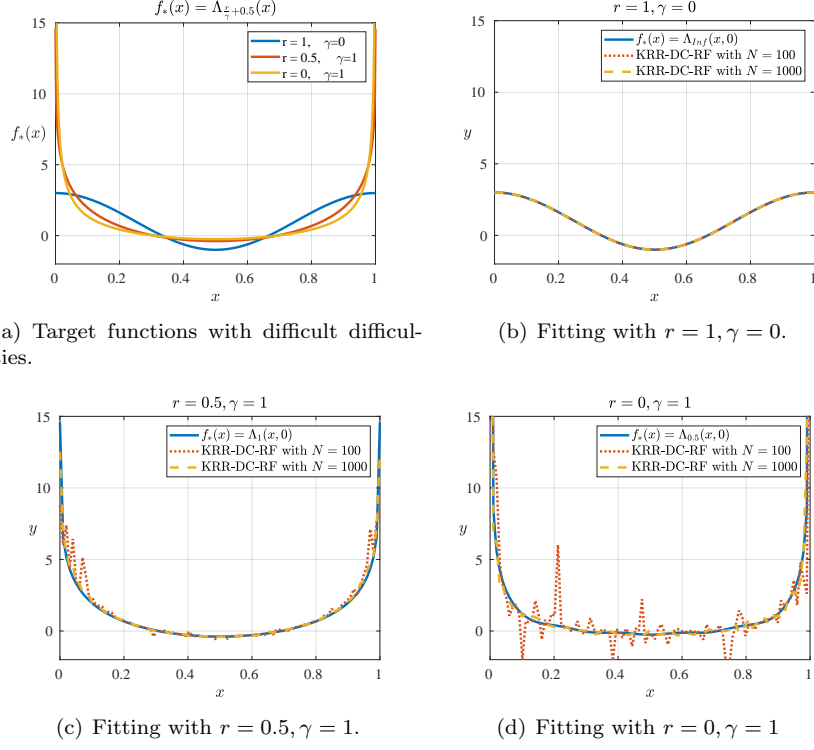 f_*(x) = Λ_{r/γ+0.5}(x)
15
10
f_*(x)
5
0
0 0.2 0.4 0.6 0.8 1
x
r = 1, γ=0
r = 0.5, γ=1
r = 0, γ=1
a) Target functions with difficult difficul-
ies.
r = 1, γ = 0
15
10
y
5
0
0 0.2 0.4 0.6 0.8 1
x
f_*(x) = Λ_{Inf}(x, 0)
KRR-DC-RF with N = 100
KRR-DC-RF with N = 1000
(b) Fitting with r = 1, γ = 0.
r = 0.5, γ = 1
15
10
y
5
0
0 0.2 0.4 0.6 0.8 1
x
f_*(x) = Λ_1(x, 0)
KRR-DC-RF with N = 100
KRR-DC-RF with N = 1000
(c) Fitting with r = 0.5, γ = 1.
r = 0, γ = 1
15
10
y
5
0
0 0.2 0.4 0.6 0.8 1
x
f_*(x) = Λ_{0.5}(x, 0)
KRR-DC-RF with N = 100
KRR-DC-RF with N = 1000
(d) Fitting with r = 0, γ = 1